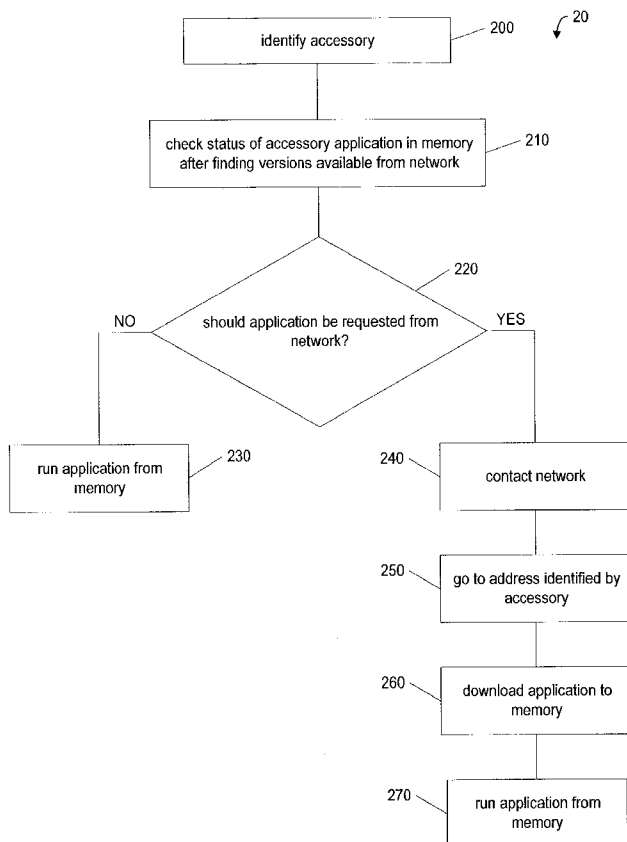 identify accessory
200
20
check status of accessory application in memory
after finding versions available from network
210
220
should application be requested from
network?
NO
YES
run application from
memory
230
240
contact network
250
go to address identified by
accessory
260
download application to
memory
270
run application from
memory